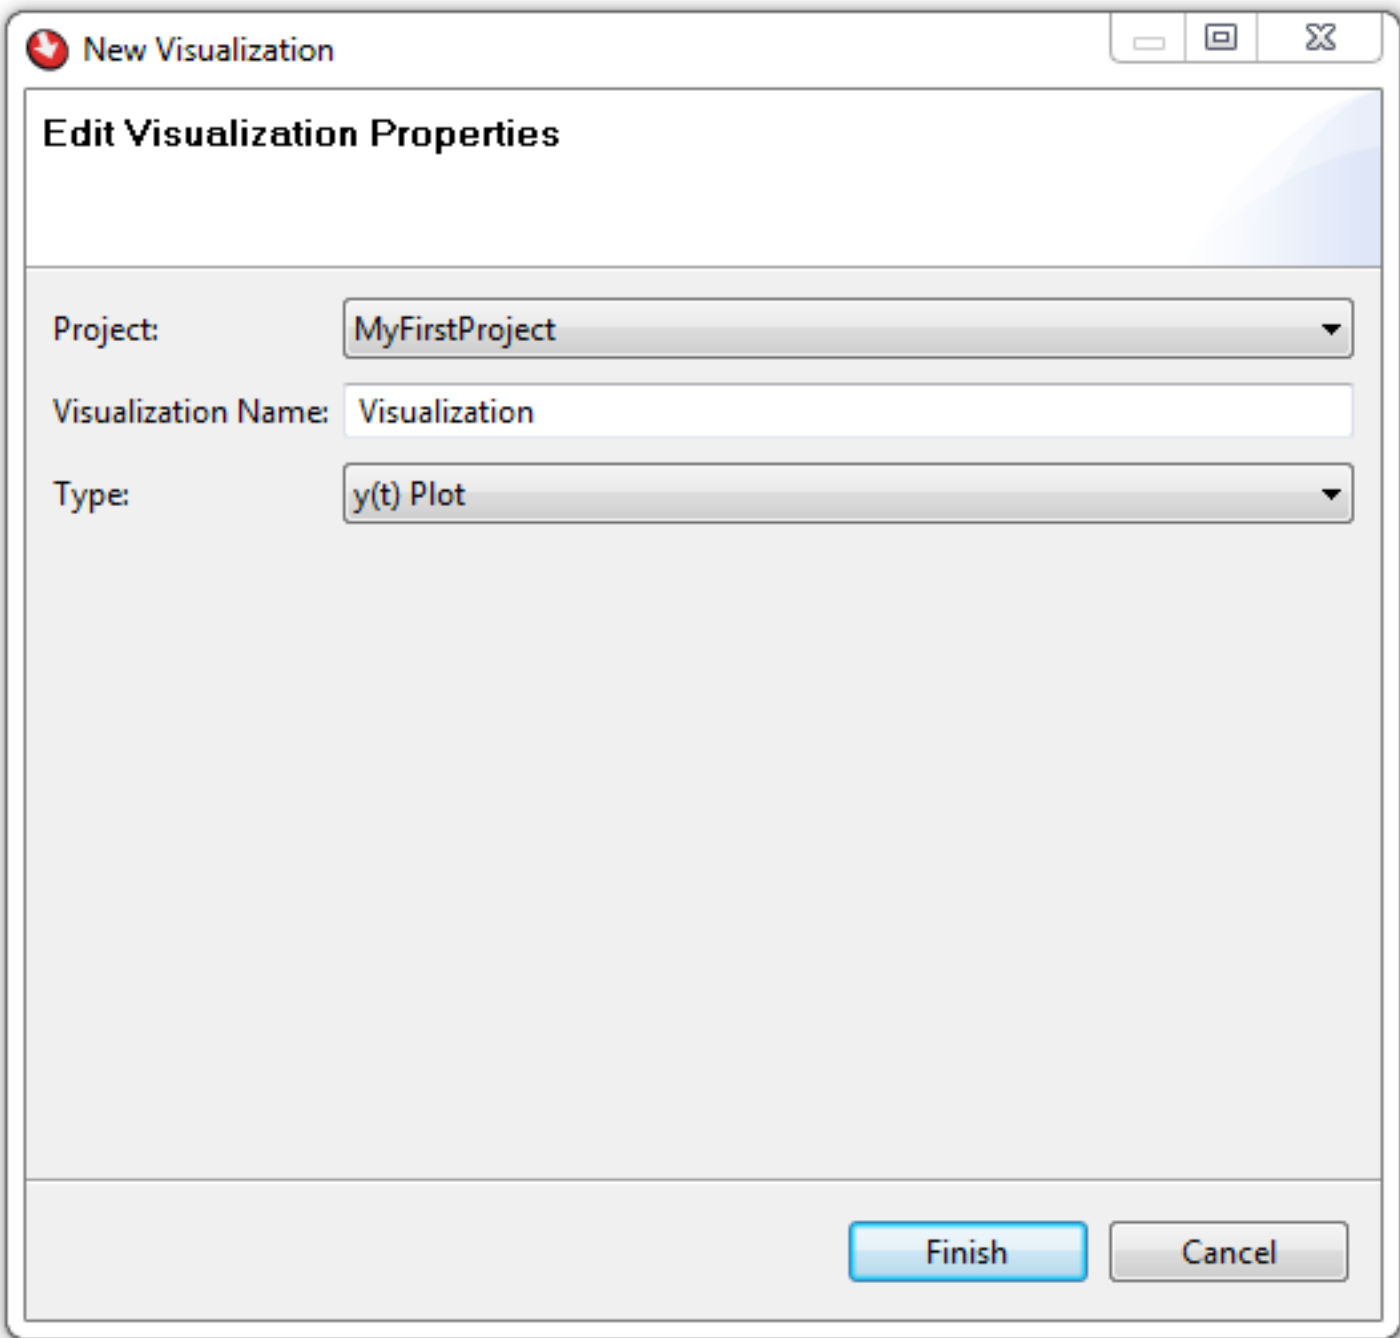 New Visualization
Edit Visualization Properties
Project: MyFirstProject
Visualization Name: Visualization
Type: y(t) Plot
Finish Cancel